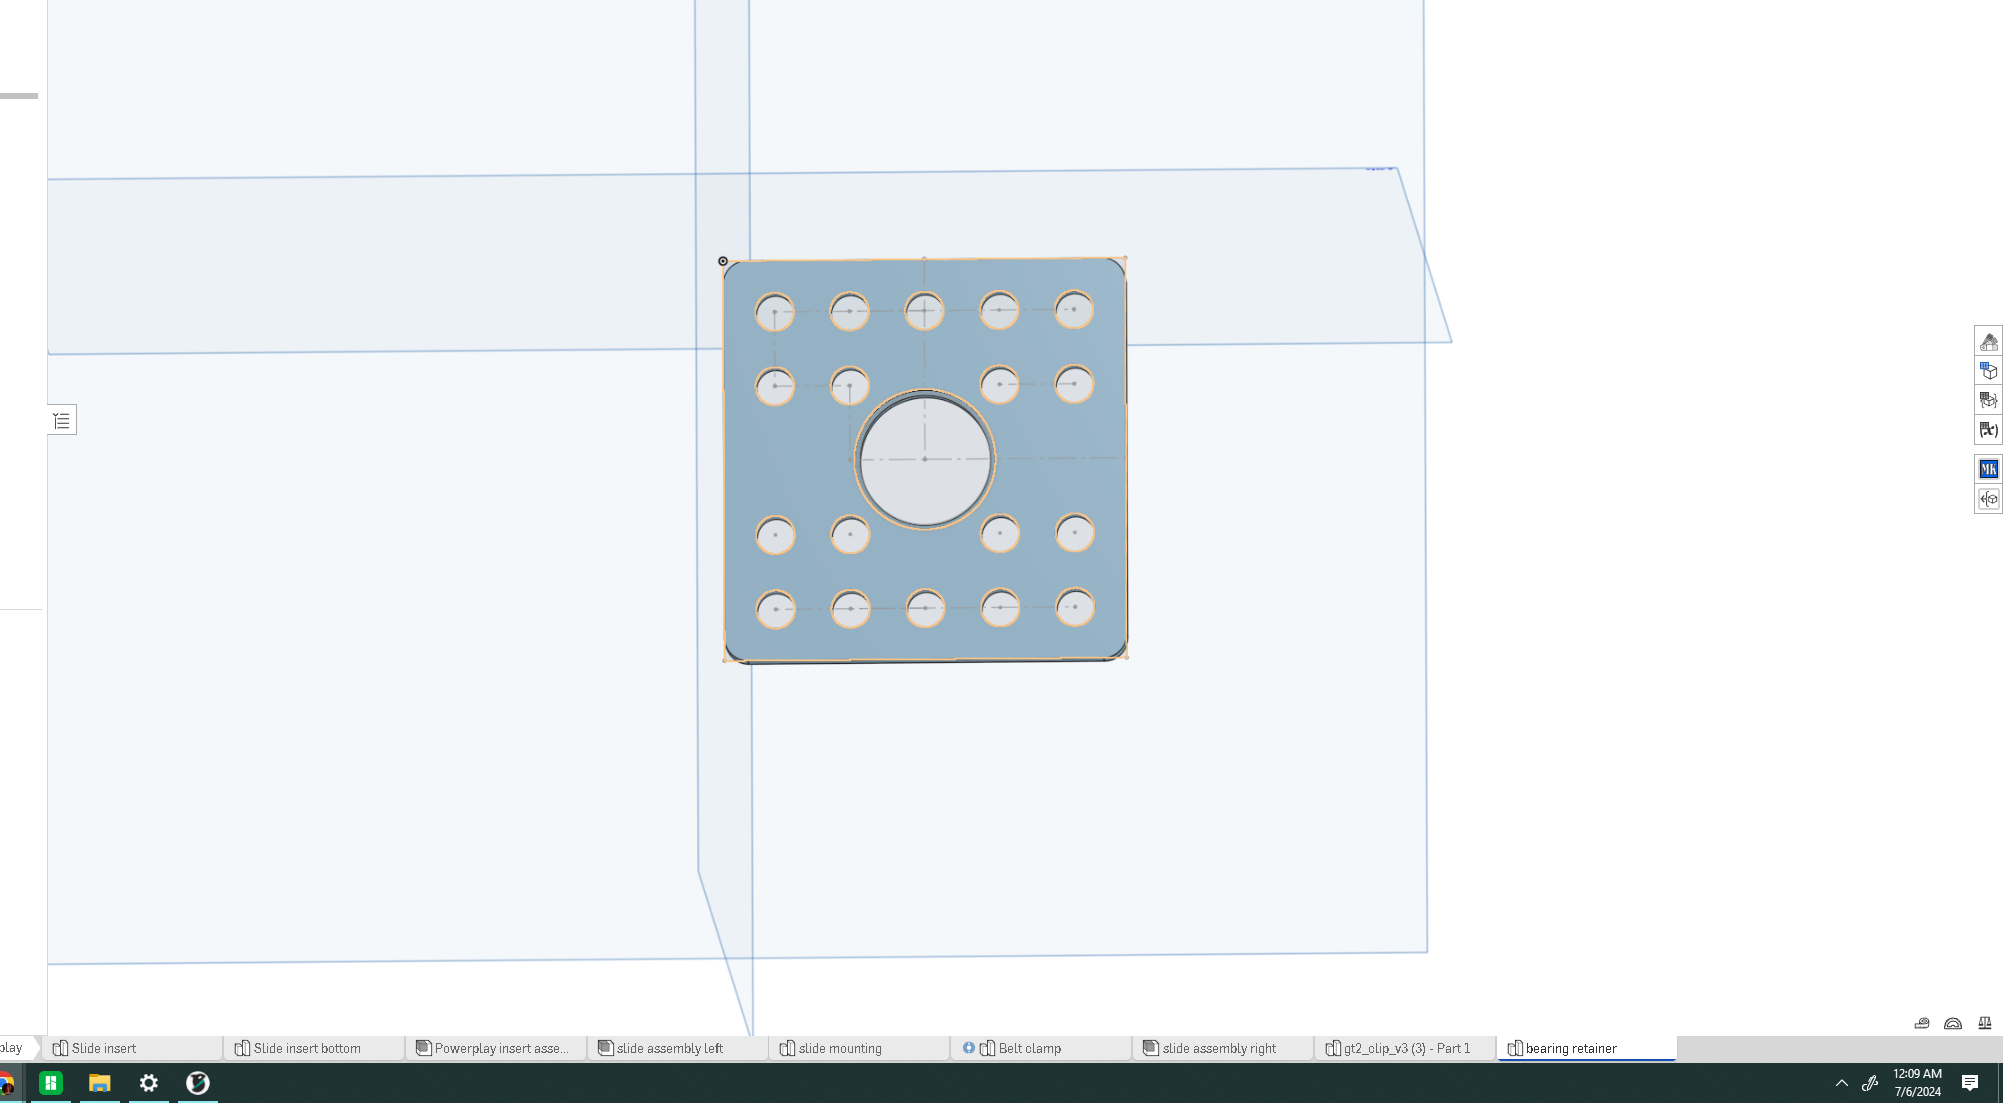 (x)
MK
play
Slide insert
Slide insert bottom
Powerplay insert asse...
slide assembly left
slide mounting
Belt clamp
slide assembly right
gt2_clip_v3 (3) - Part 1
bearing retainer
12:09 AM
7/6/2024